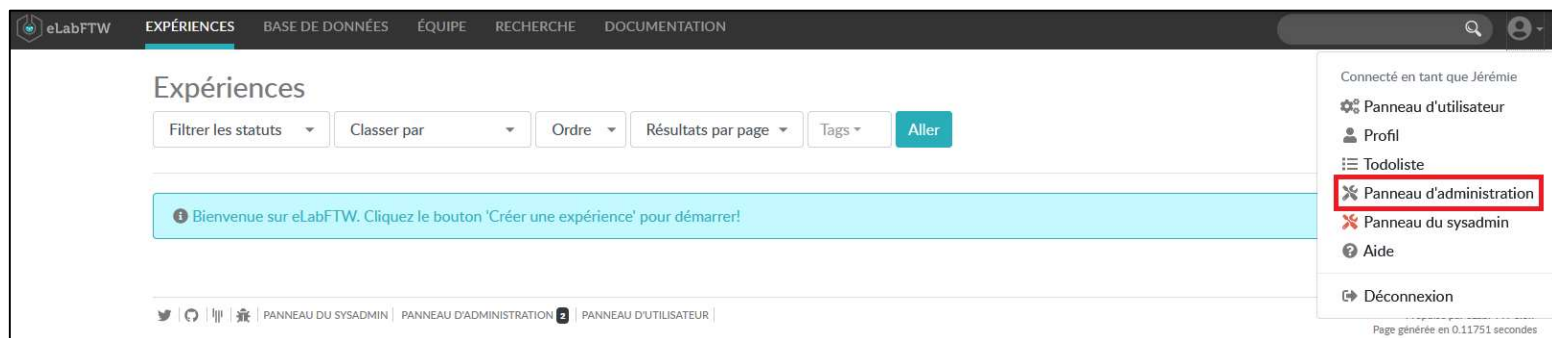 eLabFTW EXPÉRIENCES BASE DE DONNÉES ÉQUIPE RECHERCHE DOCUMENTATION
Connecté en tant que Jérémie
Panneau d'utilisateur
Profil
Todoliste
Panneau d'administration
Panneau du sysadmin
Aide
Déconnexion
Expériences
Filtrer les statuts Classer par Ordre Résultats par page Tags Aller
Bienvenue sur eLabFTW. Cliquez le bouton 'Créer une expérience' pour démarrer!
PANNEAU DU SYSADMIN | PANNEAU D'ADMINISTRATION 2 | PANNEAU D'UTILISATEUR |
Page générée en 0.11751 secondes